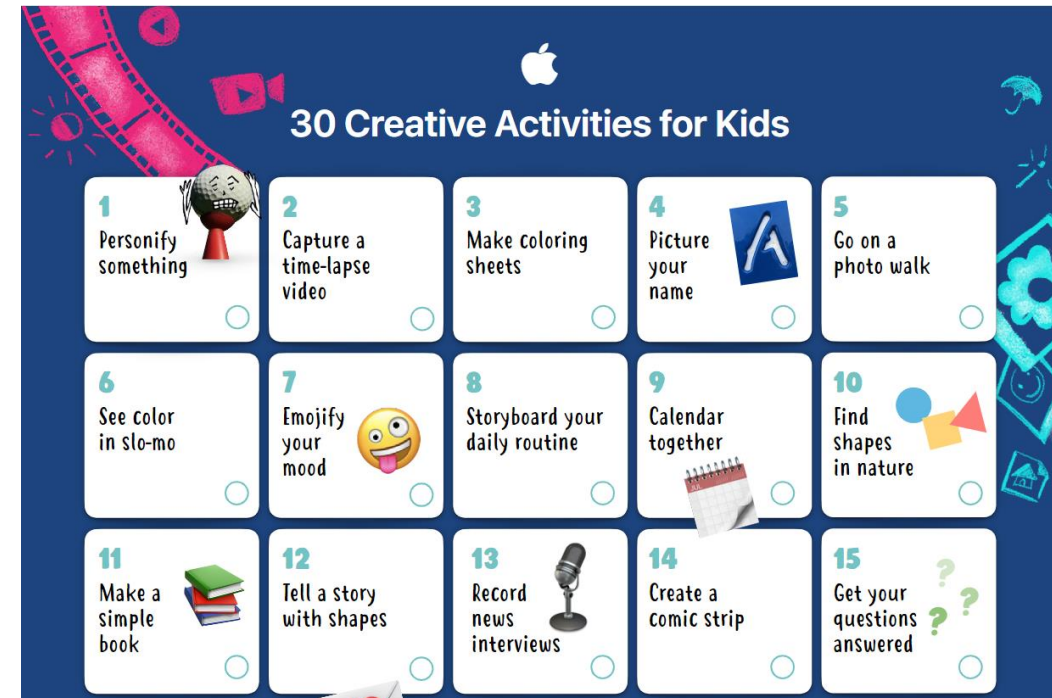 30 Creative Activities for Kids
1
Personify
something
2
Capture a
time-lapse
video
3
Make coloring
sheets
4
Picture
your
name
A
5
Go on a
photo walk
6
See color
in slo-mo
7
Emojify
your
mood
8
Storyboard your
daily routine
9
Calendar
together
10
Find
shapes
in nature
11
Make a
simple
book
12
Tell a story
with shapes
13
Record
news
interviews
14
Create a
comic strip
15
Get your
questions
answered
? ? ?